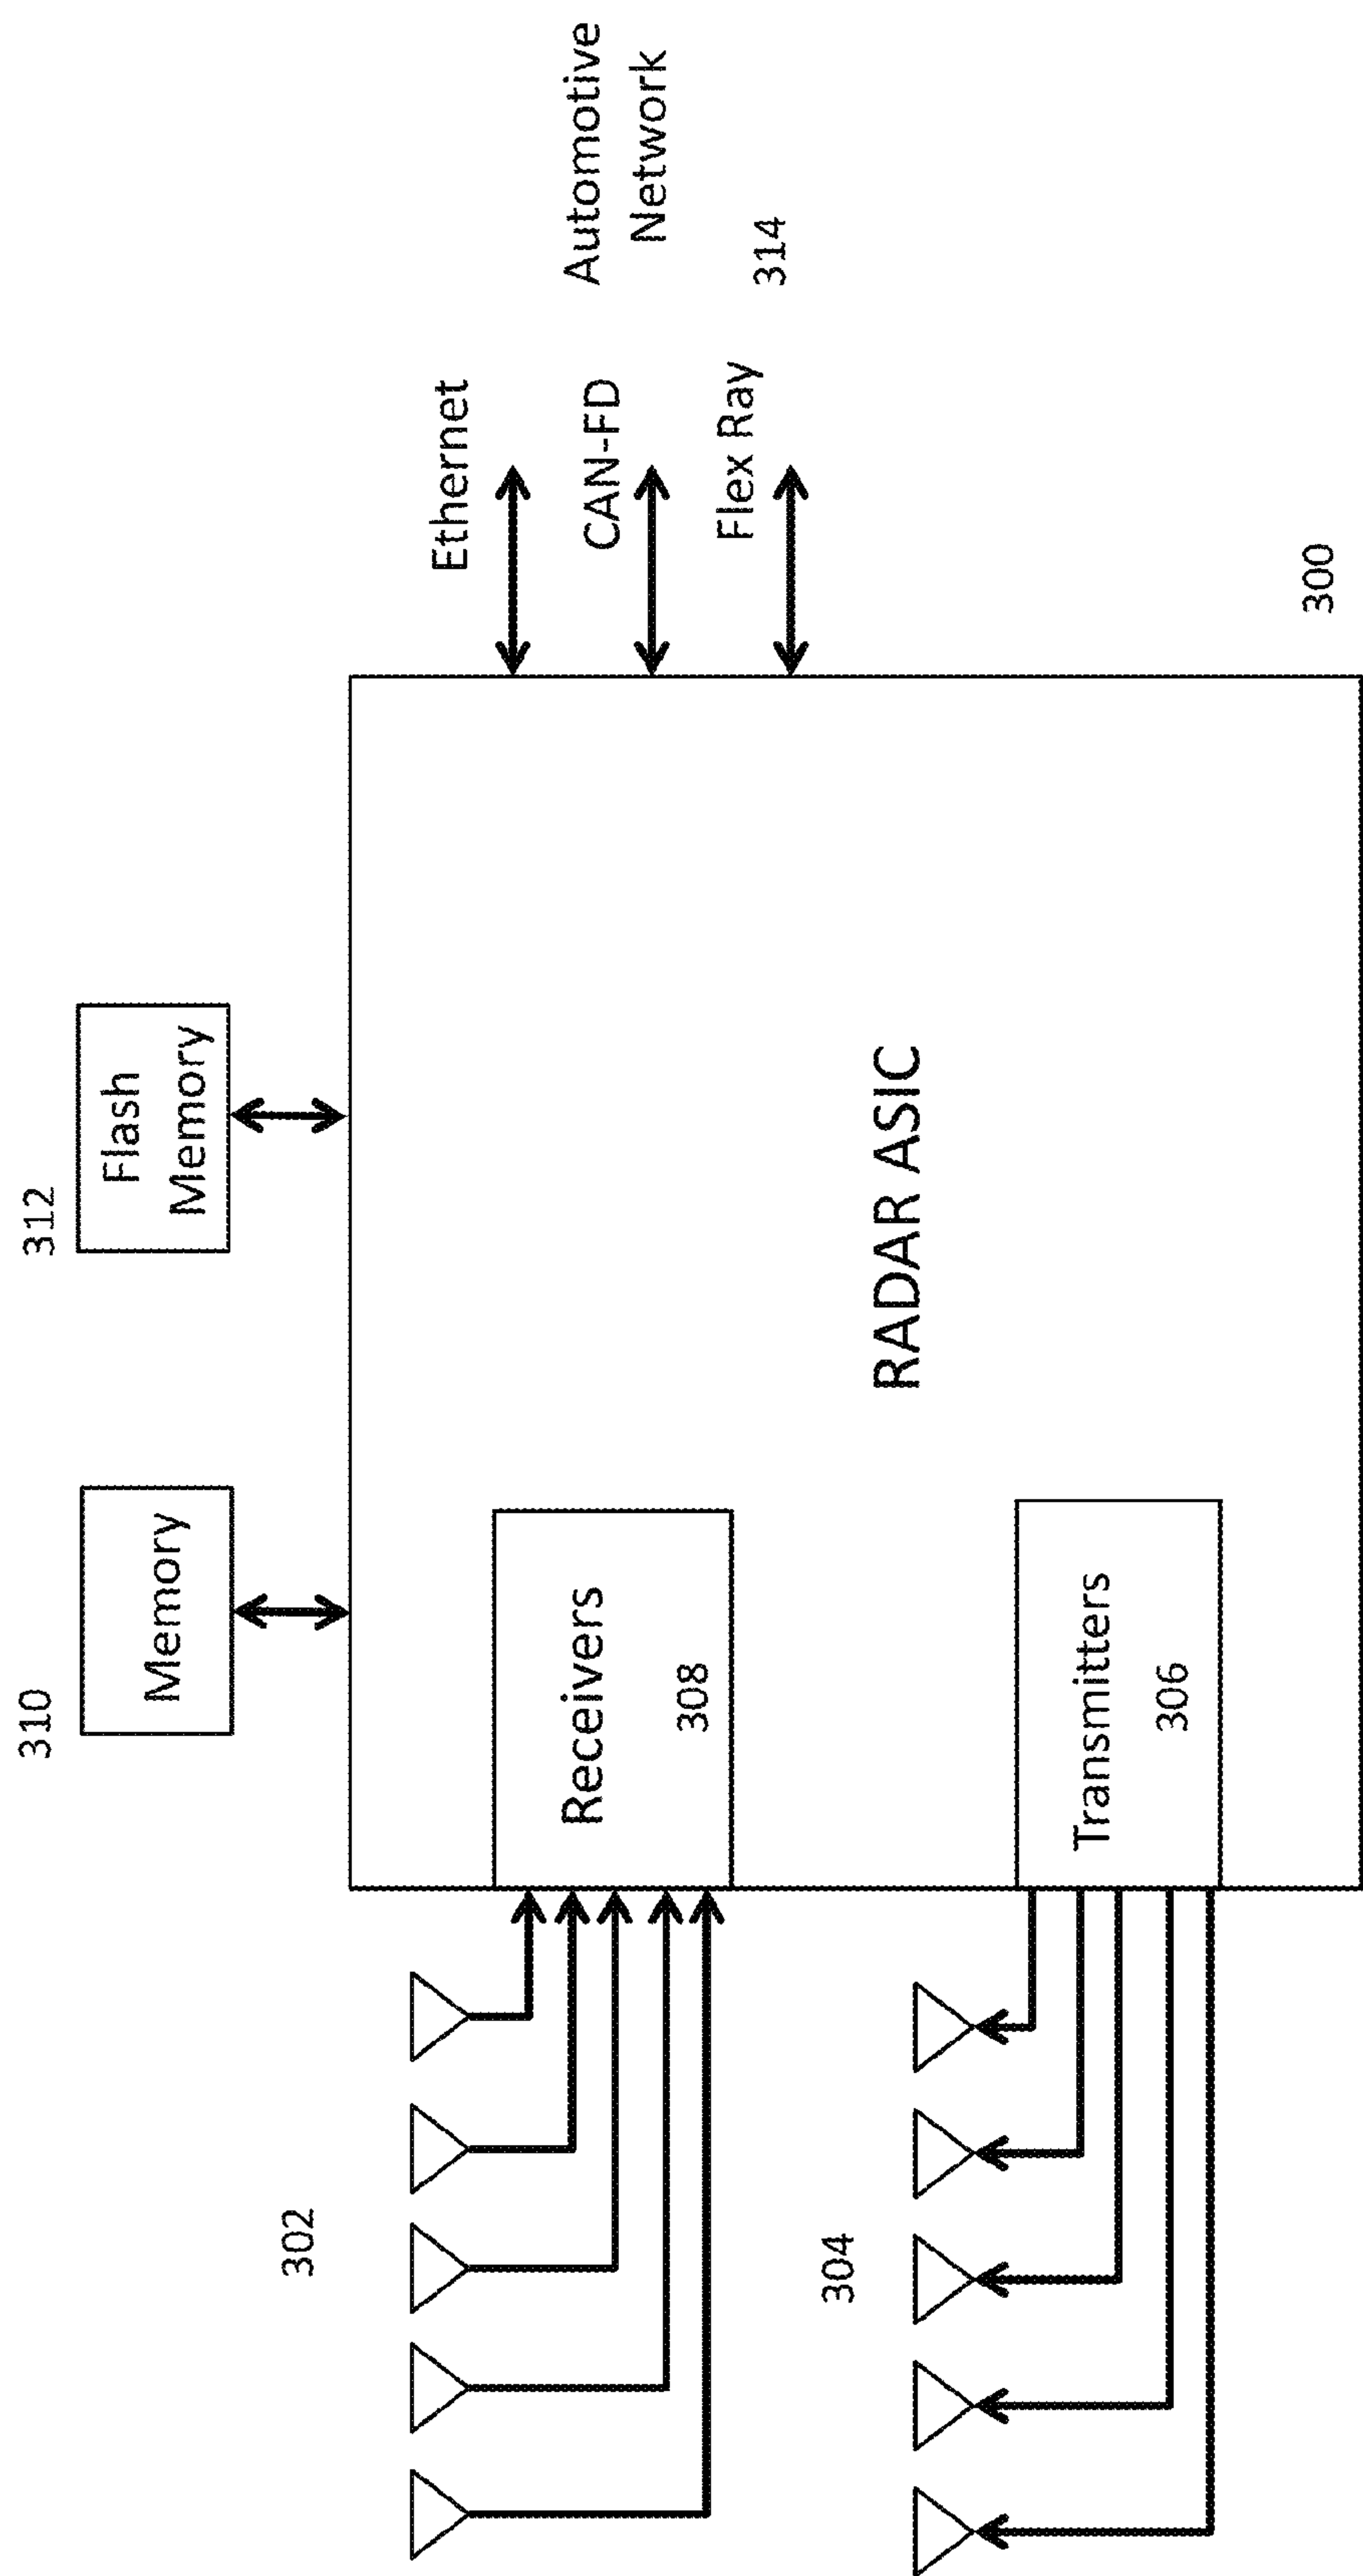 310
312
Memory
Flash
Memory
302
Ethernet
CAN-FD
Flex Ray
Automotive
Network
314
Receivers
308
RADAR ASIC
304
Transmitters
306
300